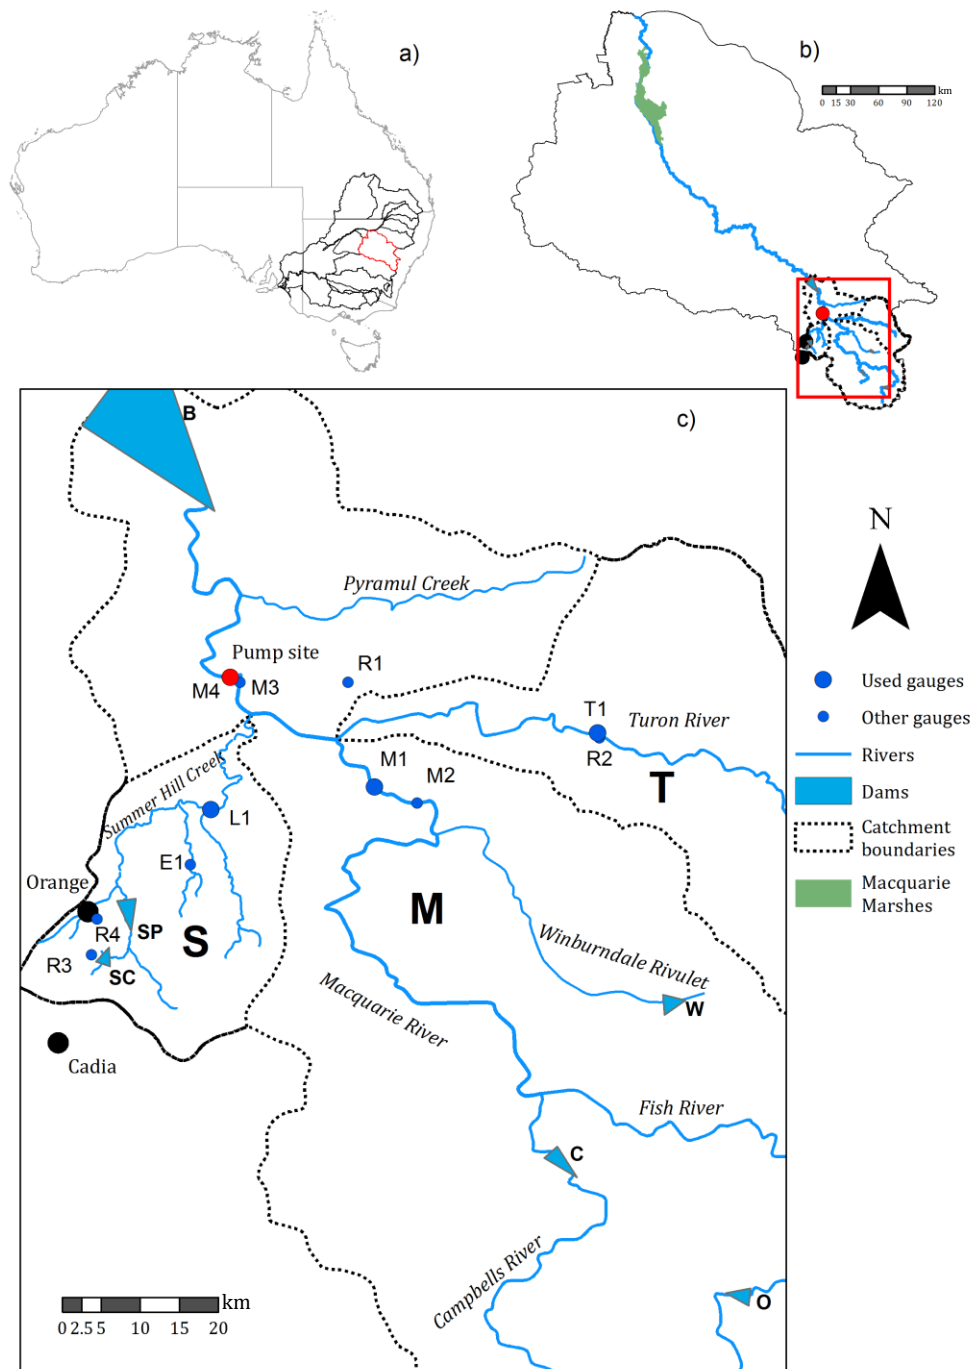 a)
b)
km
0 15 30 60 90 120
c)
B
N
Pyramul Creek
Pump site
R1
M4
M3
T1
Turon River
R2
T
Summer Hill Creek
M1
M2
L1
E1
Orange
M
R4
SP
S
R3
SC
Winburndale Rivulet
W
Macquarie River
Cadia
Fish River
C
Campbells River
O
km
0 2.5 5 10 15 20
Used gauges
Other gauges
Rivers
Dams
Catchment
boundaries
Macquarie
Marshes